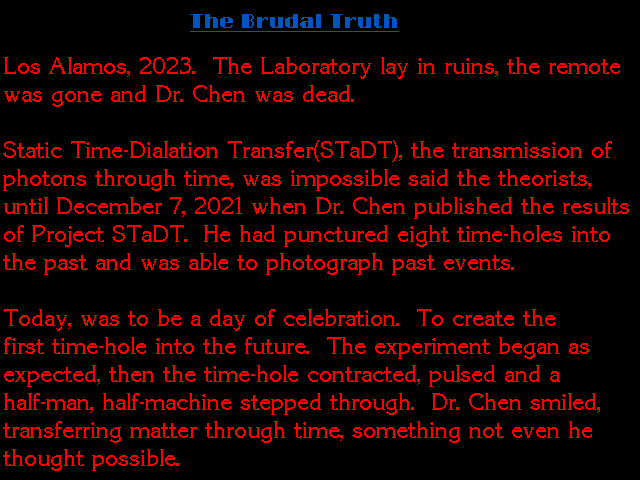 The Brudal Truth
Los Alamos, 2023.  The Laboratory lay in ruins, the remote
was gone and Dr. Chen was dead.
Static Time-Dialation Transfer(STaDT), the transmission of
photons through time, was impossible said the theorists,
until December 7, 2021 when Dr. Chen published the results
of Project STaDT.  He had punctured eight time-holes into
the past and was able to photograph past events.
Today, was to be a day of celebration.  To create the
first time-hole into the future.  The experiment began as
expected, then the time-hole contracted, pulsed and a
half-man, half-machine stepped through.  Dr. Chen smiled,
transferring matter through time, something not even he
thought possible.